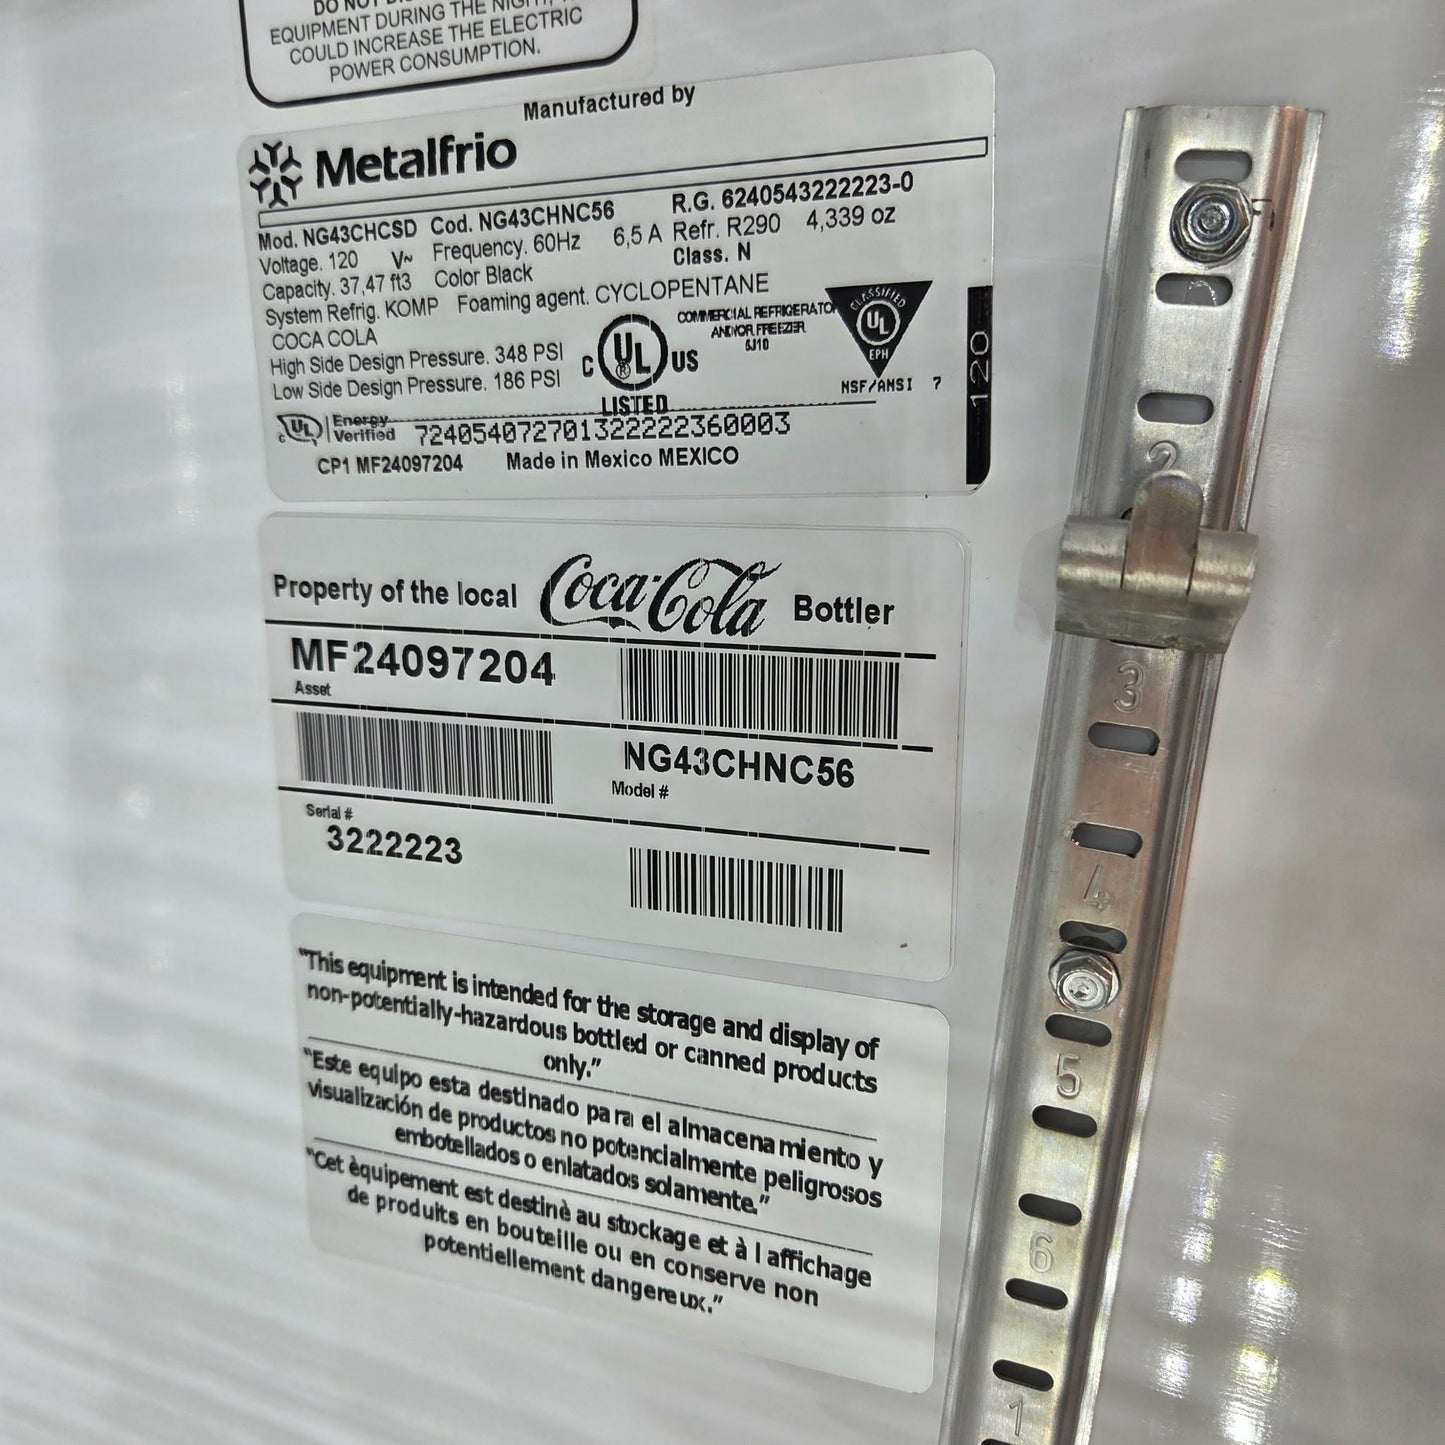 EQUIPMENT DURING THE NIGHT,
COULD INCREASE THE ELECTRIC
POWER CONSUMPTION.
Manufactured by
Metalfrio
Mod. NG43CHCSD Cod. NG43CHNC56 R.G. 6240543222223-0
Voltage. 120 V~ Frequency. 60Hz 6,5 A Refr. R290 4,339 oz
Capacity. 37,47 ft3 Color Black Class. N
System Refrig. KOMP Foaming agent. CYCLOPENTANE
COCA COLA
High Side Design Pressure. 348 PSI
Low Side Design Pressure. 186 PSI
C UL ® US
LISTED
COMMERCIAL REFRIGERATOR
AND/OR FREEZER
5J10
CLASSIFIED
UL
EPH
NSF/ANSI 7
120
c UL Energy
Verified
7240540727013222222360003
CP1 MF24097204 Made in Mexico MEXICO
Property of the local Coca-Cola Bottler
MF24097204
Asset
NG43CHNC56
Model #
Serial #
3222223
"This equipment is intended for the storage and display of
non-potentially-hazardous bottled or canned products
only."
"Este equipo esta destinado para el almacenamiento y
visualización de productos no potencialmente peligrosos
embotellados o enlatados solamente."
"Cet èquipement est destinè au stockage et à l affichage
de produits en bouteille ou en conserve non
potentiellement dangereux."
1
2
3
4
5
6
1